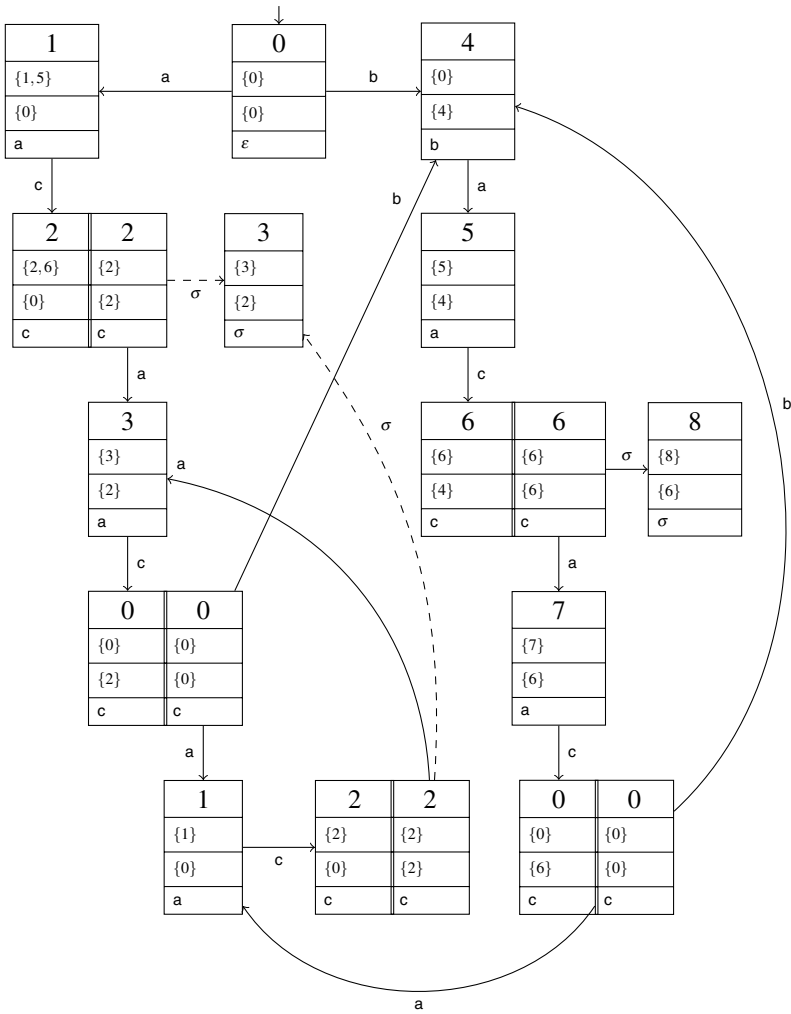 1 0 4
{1,5} {0} {0}
a b
{0} {0} {4}
a ε b
c b a
2 2 3 5
{2,6} {2} {3} {5}
σ
{0} {2} {2} {4}
c c σ a
a c
3 6 6 8
σ b
{3} {6} {6} {8}
a σ
{2} {4} {6} {6}
a c c σ
c a
0 0 7
{0} {0} {7}
{2} {0} {6}
c c a
a c
1 2 2 0 0
{1} {2} {2} {0} {0}
c
{0} {0} {2} {6} {0}
a c c c c
a